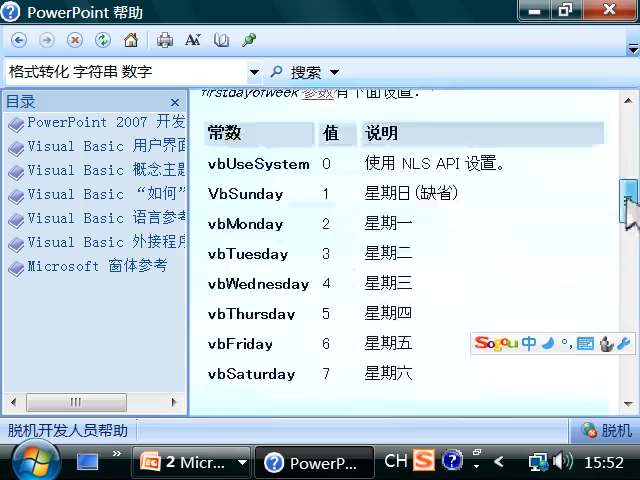 PowerPoint 帮助
格式转化 字符串 数字
搜索
目录
PowerPoint 2007 开发
Visual Basic 用户界面
Visual Basic 概念主题
Visual Basic “如何”
Visual Basic 语言参考
Visual Basic 外接程序
Microsoft 窗体参考
firstdayofweek 参数有下面设置：
常数 值 说明
vbUseSystem 0 使用 NLS API 设置。
VbSunday 1 星期日(缺省)
vbMonday 2 星期一
vbTuesday 3 星期二
vbWednesday 4 星期三
vbThursday 5 星期四
vbFriday 6 星期五
vbSaturday 7 星期六
Sogou 中
脱机开发人员帮助 脱机
2 Micr... PowerP... CH S 15:52